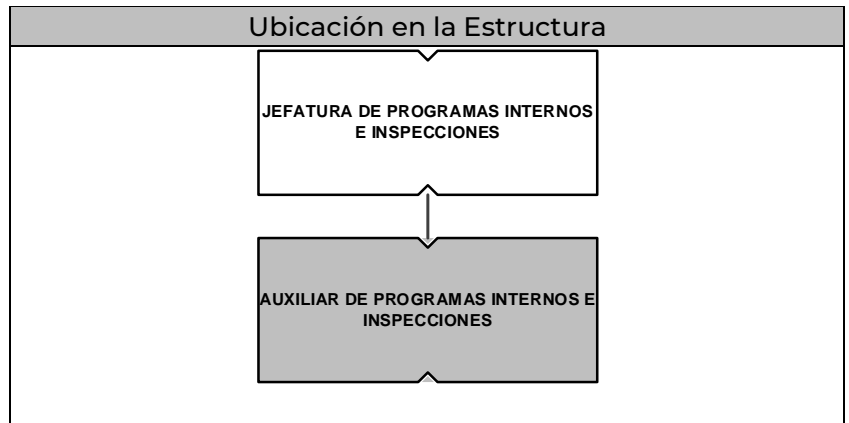 Ubicación en la Estructura
JEFATURA DE PROGRAMAS INTERNOS
E INSPECCIONES
AUXILIAR DE PROGRAMAS INTERNOS E
INSPECCIONES